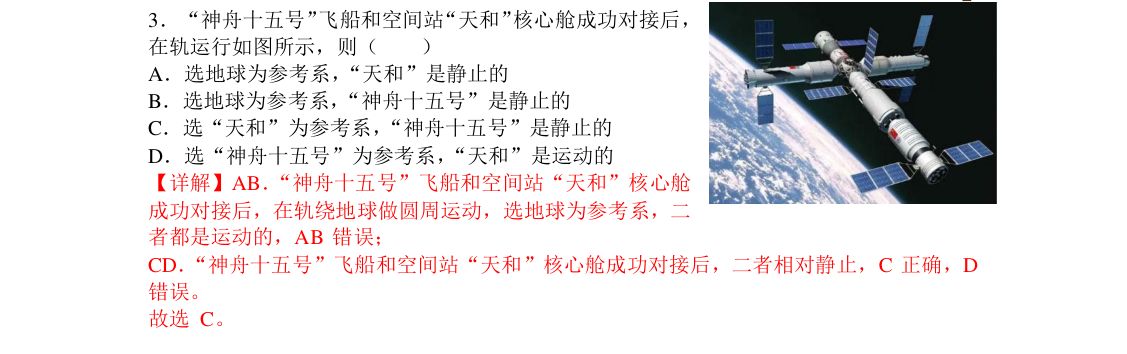 3．“神舟十五号”飞船和空间站“天和”核心舱成功对接后，
在轨运行如图所示，则（　　）
A．选地球为参考系，“天和”是静止的
B．选地球为参考系，“神舟十五号”是静止的
C．选“天和”为参考系，“神舟十五号”是静止的
D．选“神舟十五号”为参考系，“天和”是运动的
【详解】AB．“神舟十五号”飞船和空间站“天和”核心舱
成功对接后，在轨绕地球做圆周运动，选地球为参考系，二
者都是运动的，AB 错误；
CD．“神舟十五号”飞船和空间站“天和”核心舱成功对接后，二者相对静止，C 正确，D
错误。
故选 C。